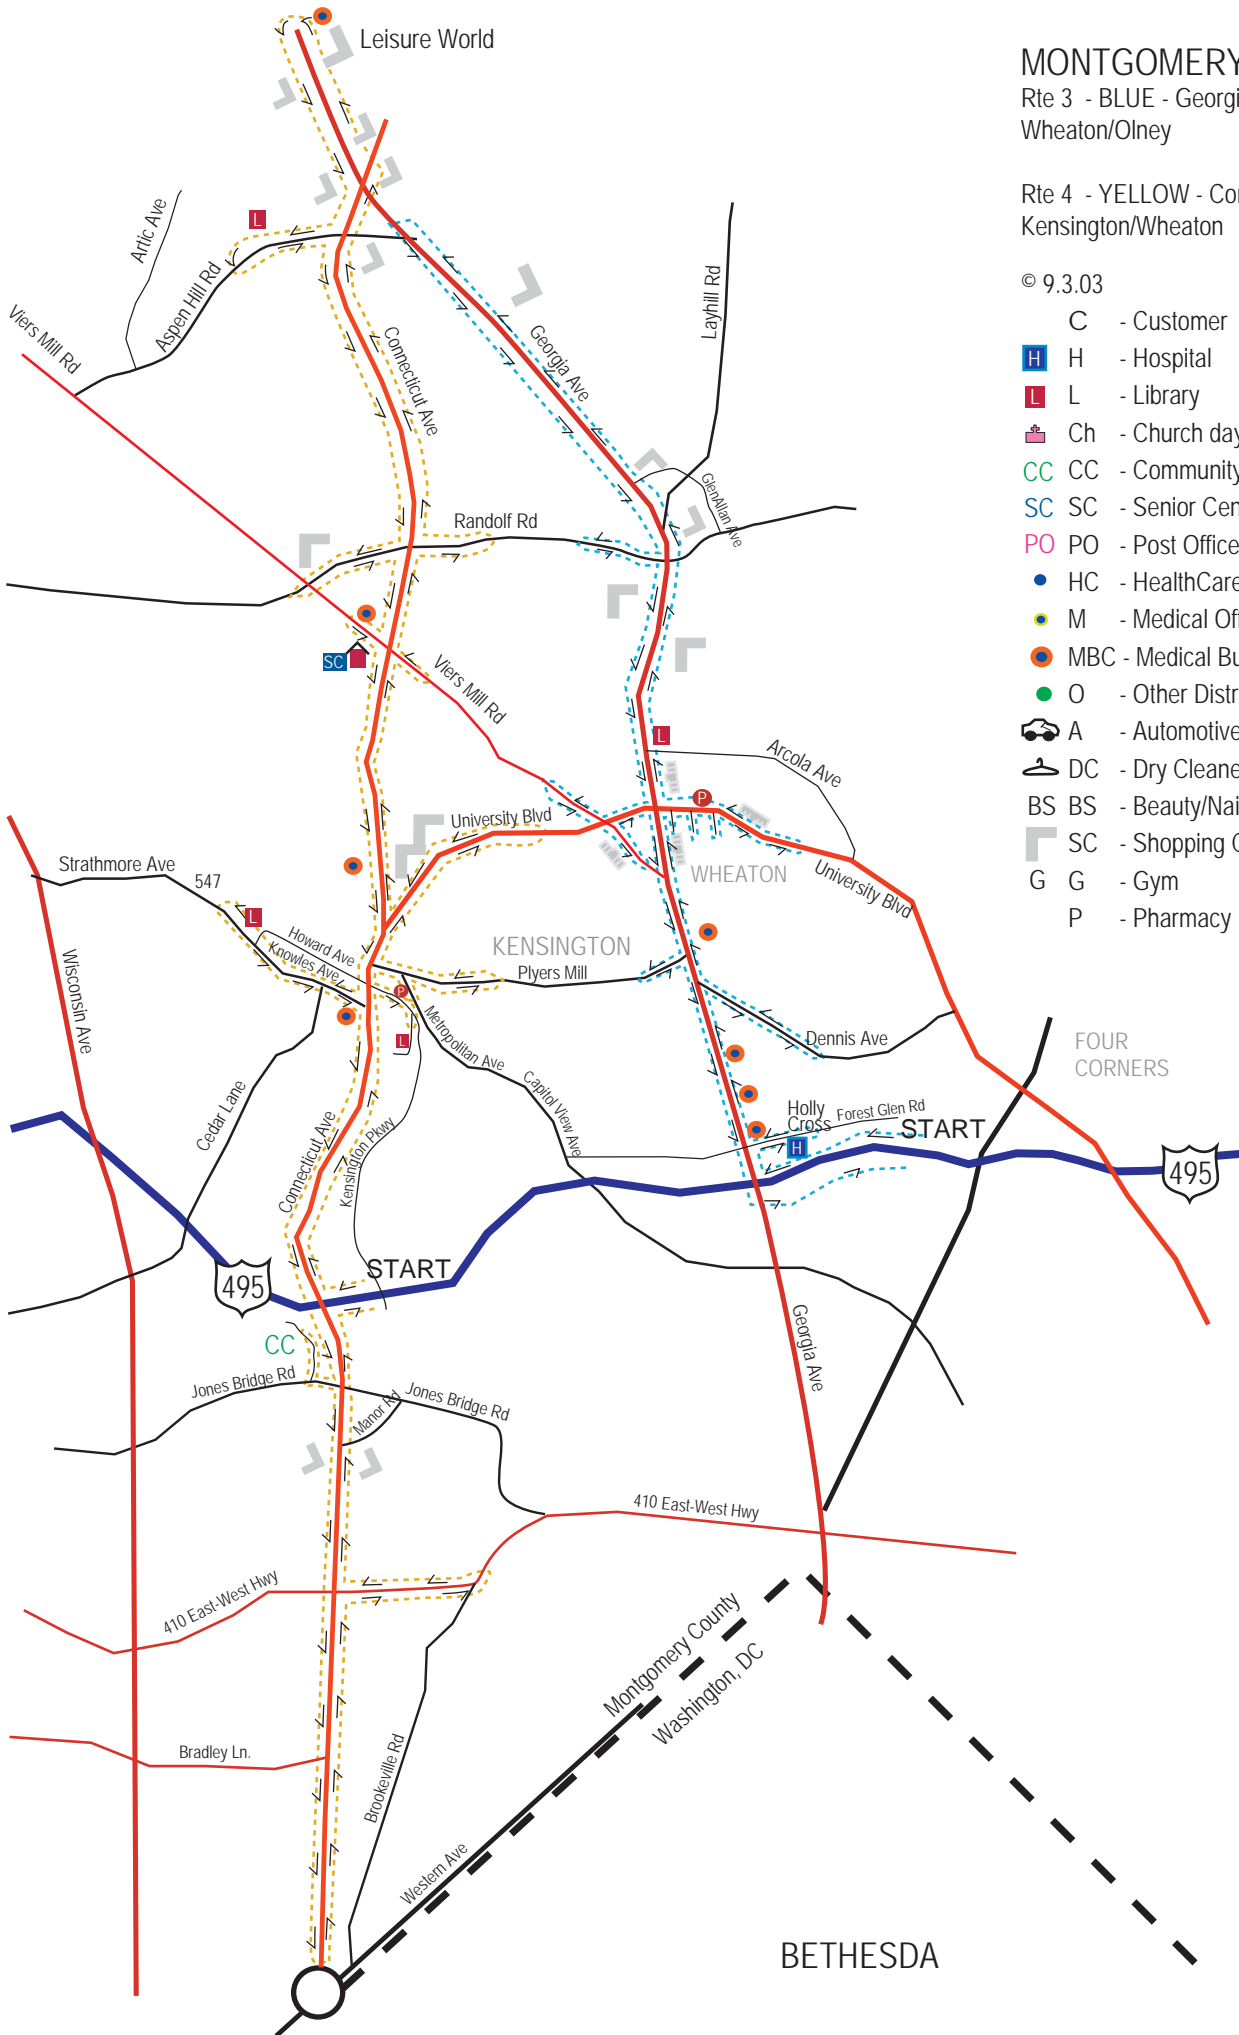 Leisure World
MONTGOMERY
Rte 3 - BLUE - Georgi
Wheaton/Olney
Rte 4 - YELLOW - Con
Kensington/Wheaton
© 9.3.03
C - Customer
H H - Hospital
L L - Library
Ch - Church day
CC CC - Community
SC SC - Senior Cen
PO PO - Post Office
HC - HealthCare
M - Medical Off
MBC - Medical Bu
O - Other Distr
A - Automotive
DC - Dry Cleane
BS BS - Beauty/Nai
SC - Shopping C
G G - Gym
P - Pharmacy
Artic Ave
L
Aspen Hill Rd
Viers Mill Rd
Connecticut Ave
Georgia Ave
Layhill Rd
GlenAllan Ave
Randolf Rd
SC
Viers Mill Rd
L
Arcola Ave
P
University Blvd
WHEATON
University Blvd
Strathmore Ave
547
L
Howard Ave
Knowles Ave
KENSINGTON
Plyers Mill
Wisconsin Ave
P
L
Metropolitan Ave
Dennis Ave
FOUR
CORNERS
Capitol View Ave
Cedar Lane
Connecticut Ave
Kensington Pkwy
Holly
Cross
Forest Glen Rd
START
H
495
START
495
CC
Georgia Ave
Jones Bridge Rd
Manor Rd
Jones Bridge Rd
410 East-West Hwy
410 East-West Hwy
Montgomery County
Washington, DC
Bradley Ln.
Brookeville Rd
Western Ave
BETHESDA